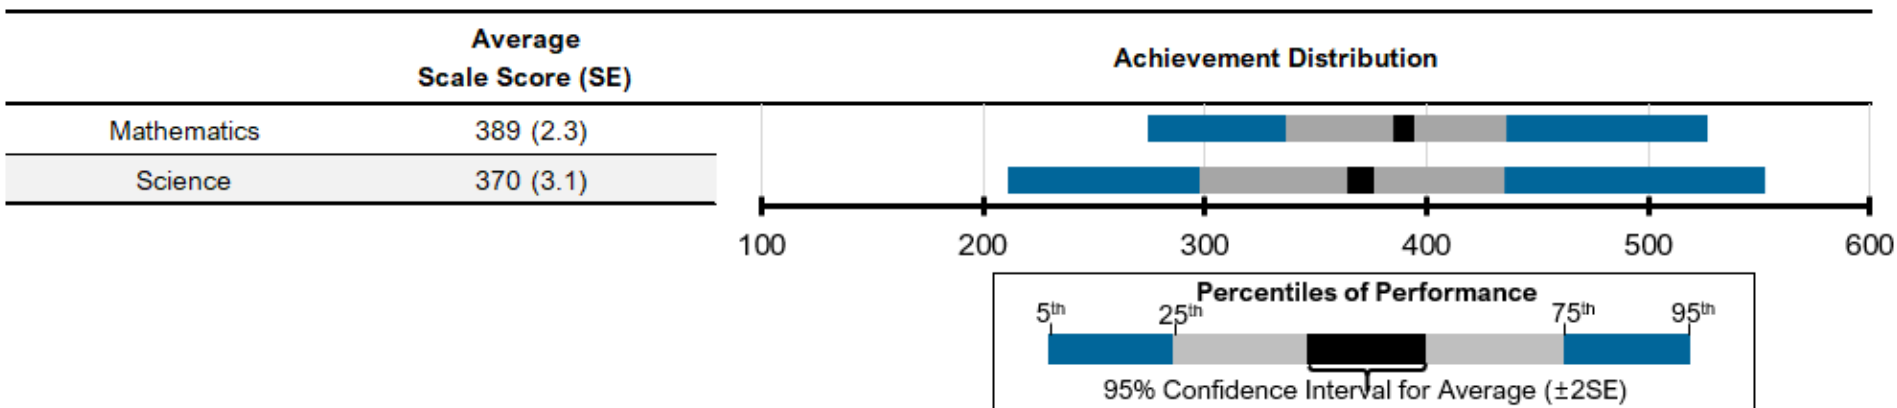 Average
Scale Score (SE)
Achievement Distribution
Mathematics 389 (2.3)
Science 370 (3.1)
100 200 300 400 500 600
Percentiles of Performance
5th 25th 75th 95th
95% Confidence Interval for Average (±2SE)